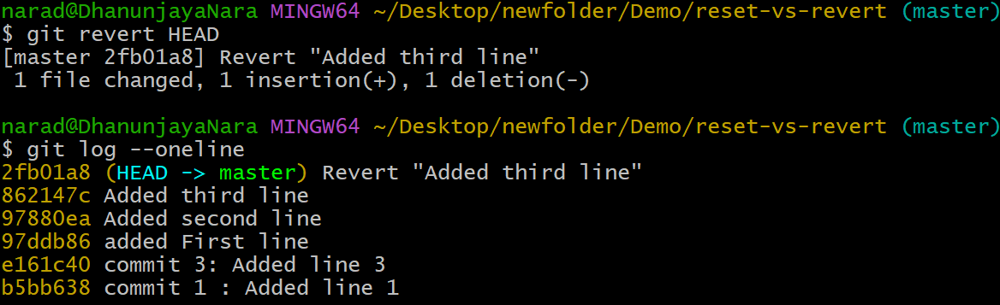 narad@DhanunjayaNara MINGW64 ~/Desktop/newfolder/Demo/reset-vs-revert (master)
$ git revert HEAD
[master 2fb01a8] Revert "Added third line"
 1 file changed, 1 insertion(+), 1 deletion(-)

narad@DhanunjayaNara MINGW64 ~/Desktop/newfolder/Demo/reset-vs-revert (master)
$ git log --oneline
2fb01a8 (HEAD -> master) Revert "Added third line"
862147c Added third line
97880ea Added second line
97ddb86 added First line
e161c40 commit 3: Added line 3
b5bb638 commit 1 : Added line 1